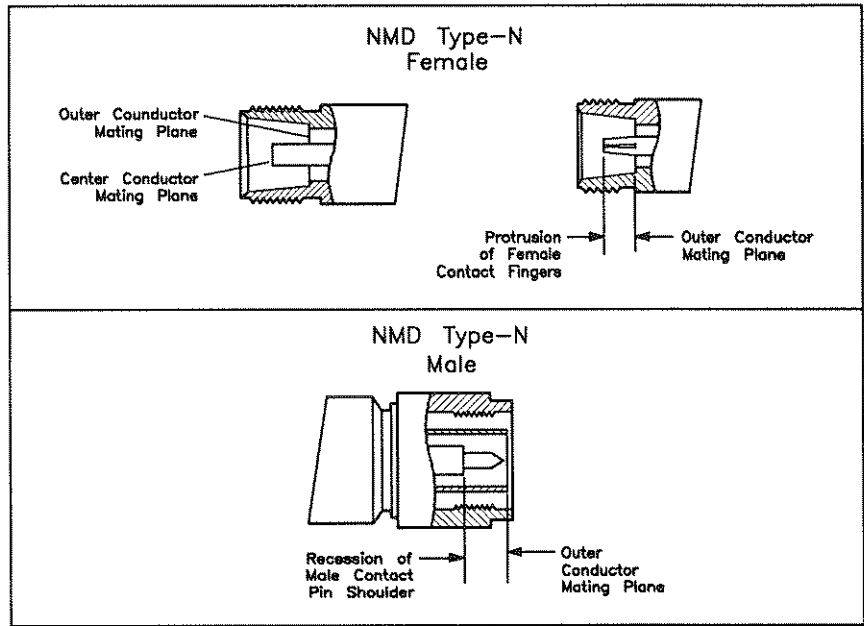 NMD Type-N
Female
Outer Counductor
Mating Plane
Center Conductor
Mating Plane
Protrusion
of Female
Contact Fingers
Outer Conductor
Mating Plane
NMD Type-N
Male
Recession of
Male Contact
Pin Shoulder
Outer
Conductor
Mating Plane